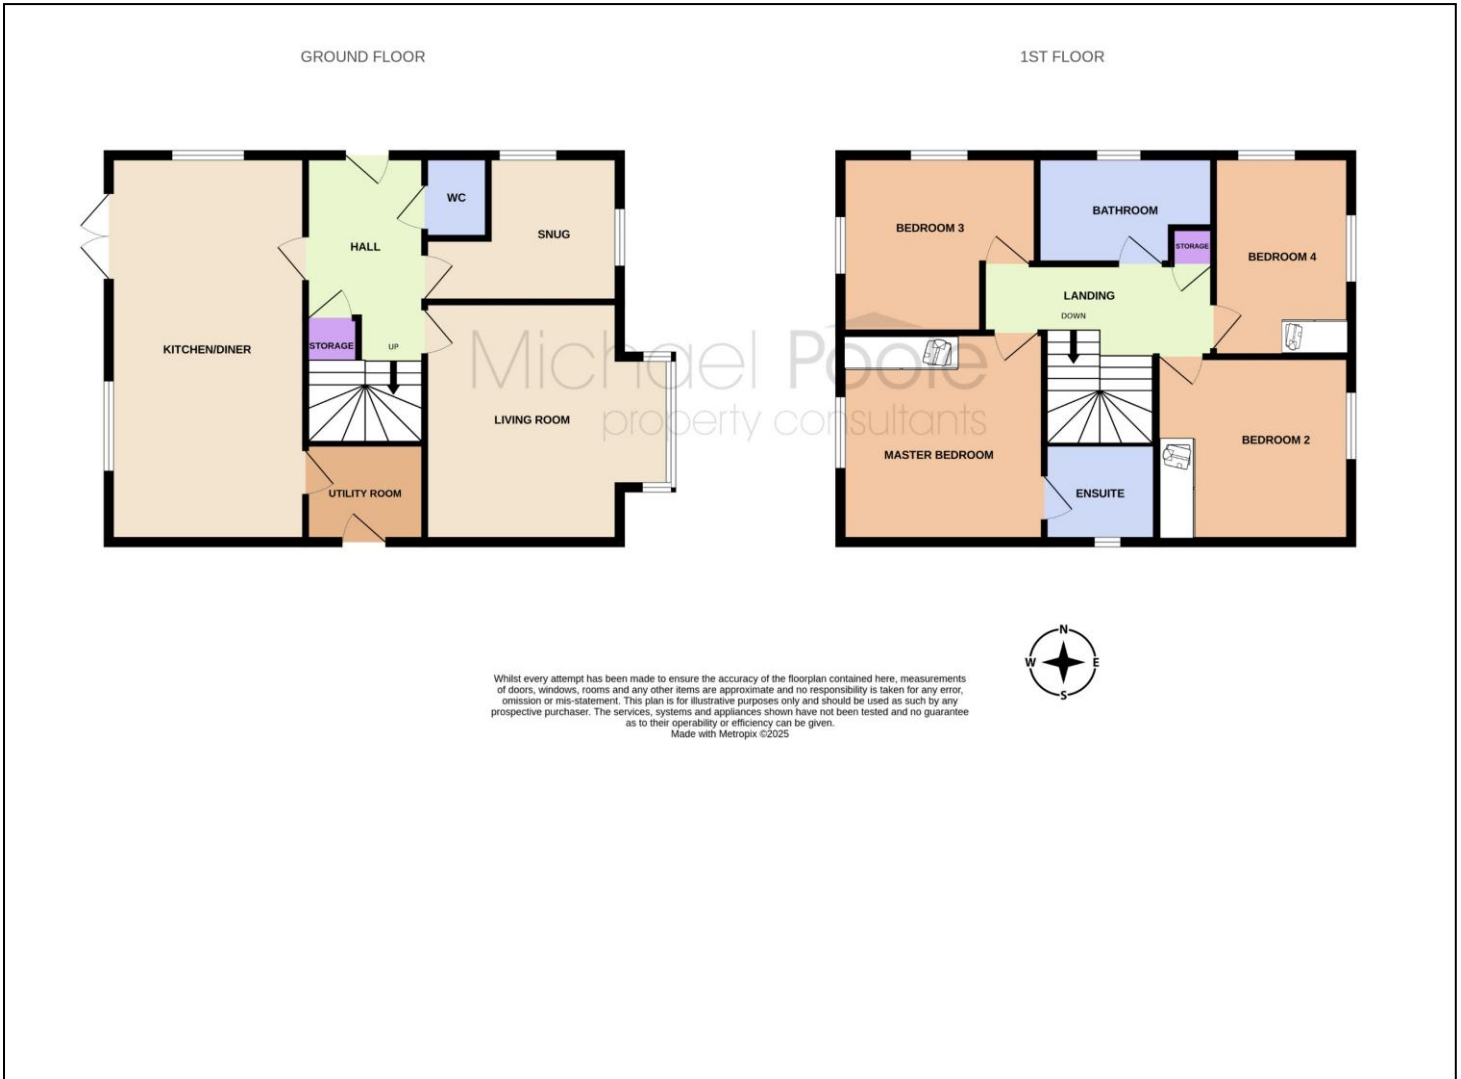 GROUND FLOOR
1ST FLOOR
KITCHEN/DINER
HALL
WC
SNUG
STORAGE
UP
LIVING ROOM
UTILITY ROOM
BEDROOM 3
BATHROOM
STORAGE
BEDROOM 4
LANDING
DOWN
MASTER BEDROOM
ENSUITE
BEDROOM 2
Michael Poole
property consultants
N
W E
S
Whilst every attempt has been made to ensure the accuracy of the floorplan contained here, measurements
of doors, windows, rooms and any other items are approximate and no responsibility is taken for any error,
omission or mis-statement. This plan is for illustrative purposes only and should be used as such by any
prospective purchaser. The services, systems and appliances shown have not been tested and no guarantee
as to their operability or efficiency can be given.
Made with Metropix ©2025